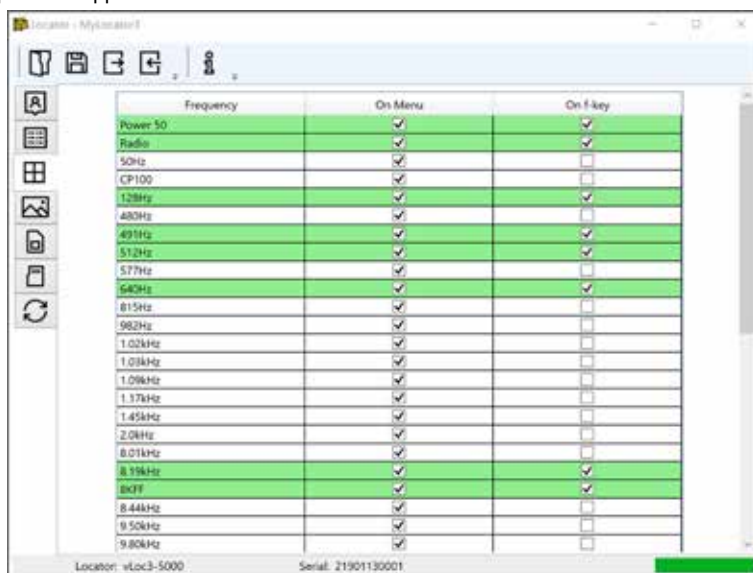 Locator - MyLocator3
Frequency On Menu On f-key
Power 50
Radio
50Hz
CP100
128Hz
480Hz
491Hz
512Hz
577Hz
640Hz
815Hz
982Hz
1.02kHz
1.03kHz
1.09kHz
1.17kHz
1.45kHz
2.0kHz
8.01kHz
8.19kHz
8KFF
8.44kHz
9.50kHz
9.80kHz
Locator: vLoc3-5000 Serial: 21901130001